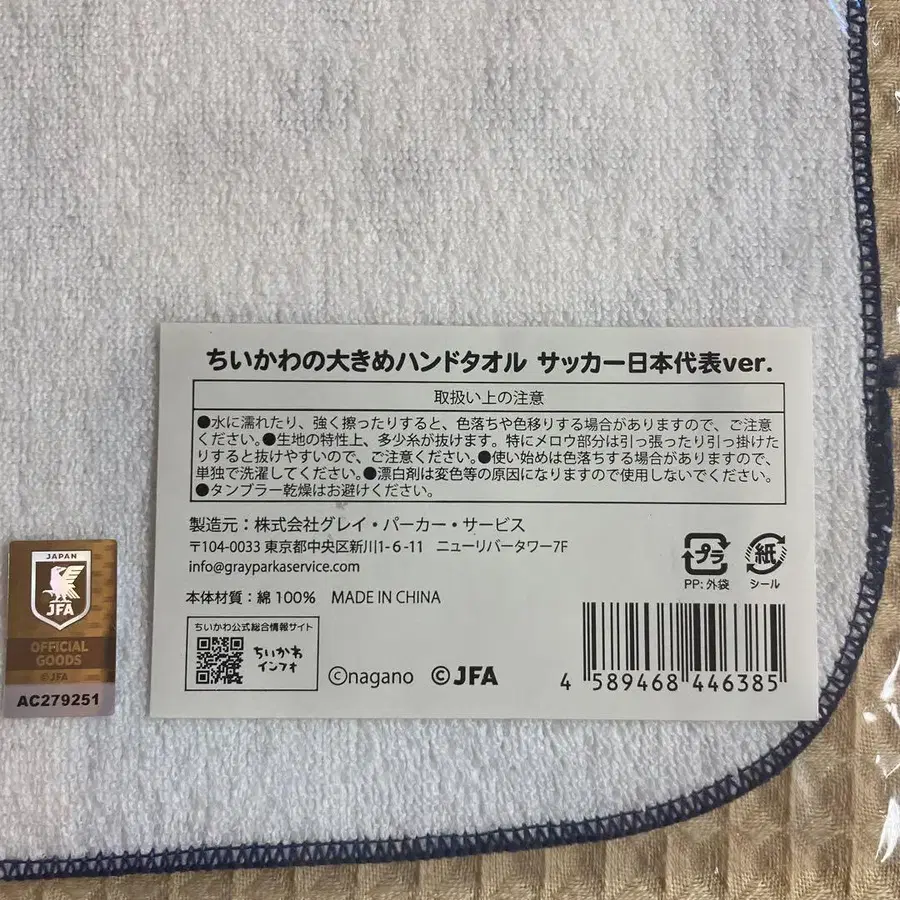 ちいかわの大きめハンドタオル サッカー日本代表ver.
取扱い上の注意
●水に濡れたり、強く擦ったりすると、色落ちや色移りする場合がありますので、ご注意
ください。●生地の特性上、多少糸が抜けます。特にメロウ部分は引っ張ったり引っ掛けた
りすると抜けやすいので、ご注意ください。●使い始めは色落ちする場合がありますので、
単独で洗濯してください。●漂白剤は変色等の原因になりますので使用しないでください。
●タンブラー乾燥はお避けください。
製造元:株式会社グレイ・パーカー・サービス
〒104-0033 東京都中央区新川1-6-11 ニューリバータワー7F
info@grayparkaservice.com
プラ
PP:外袋
紙
シール
本体材質:綿100% MADE IN CHINA
ちいかわ公式総合情報サイト
ちいかわ
インフォ
©nagano ©JFA
4 589468 446385
JAPAN
JFA
OFFICIAL
GOODS
©JFA
AC279251